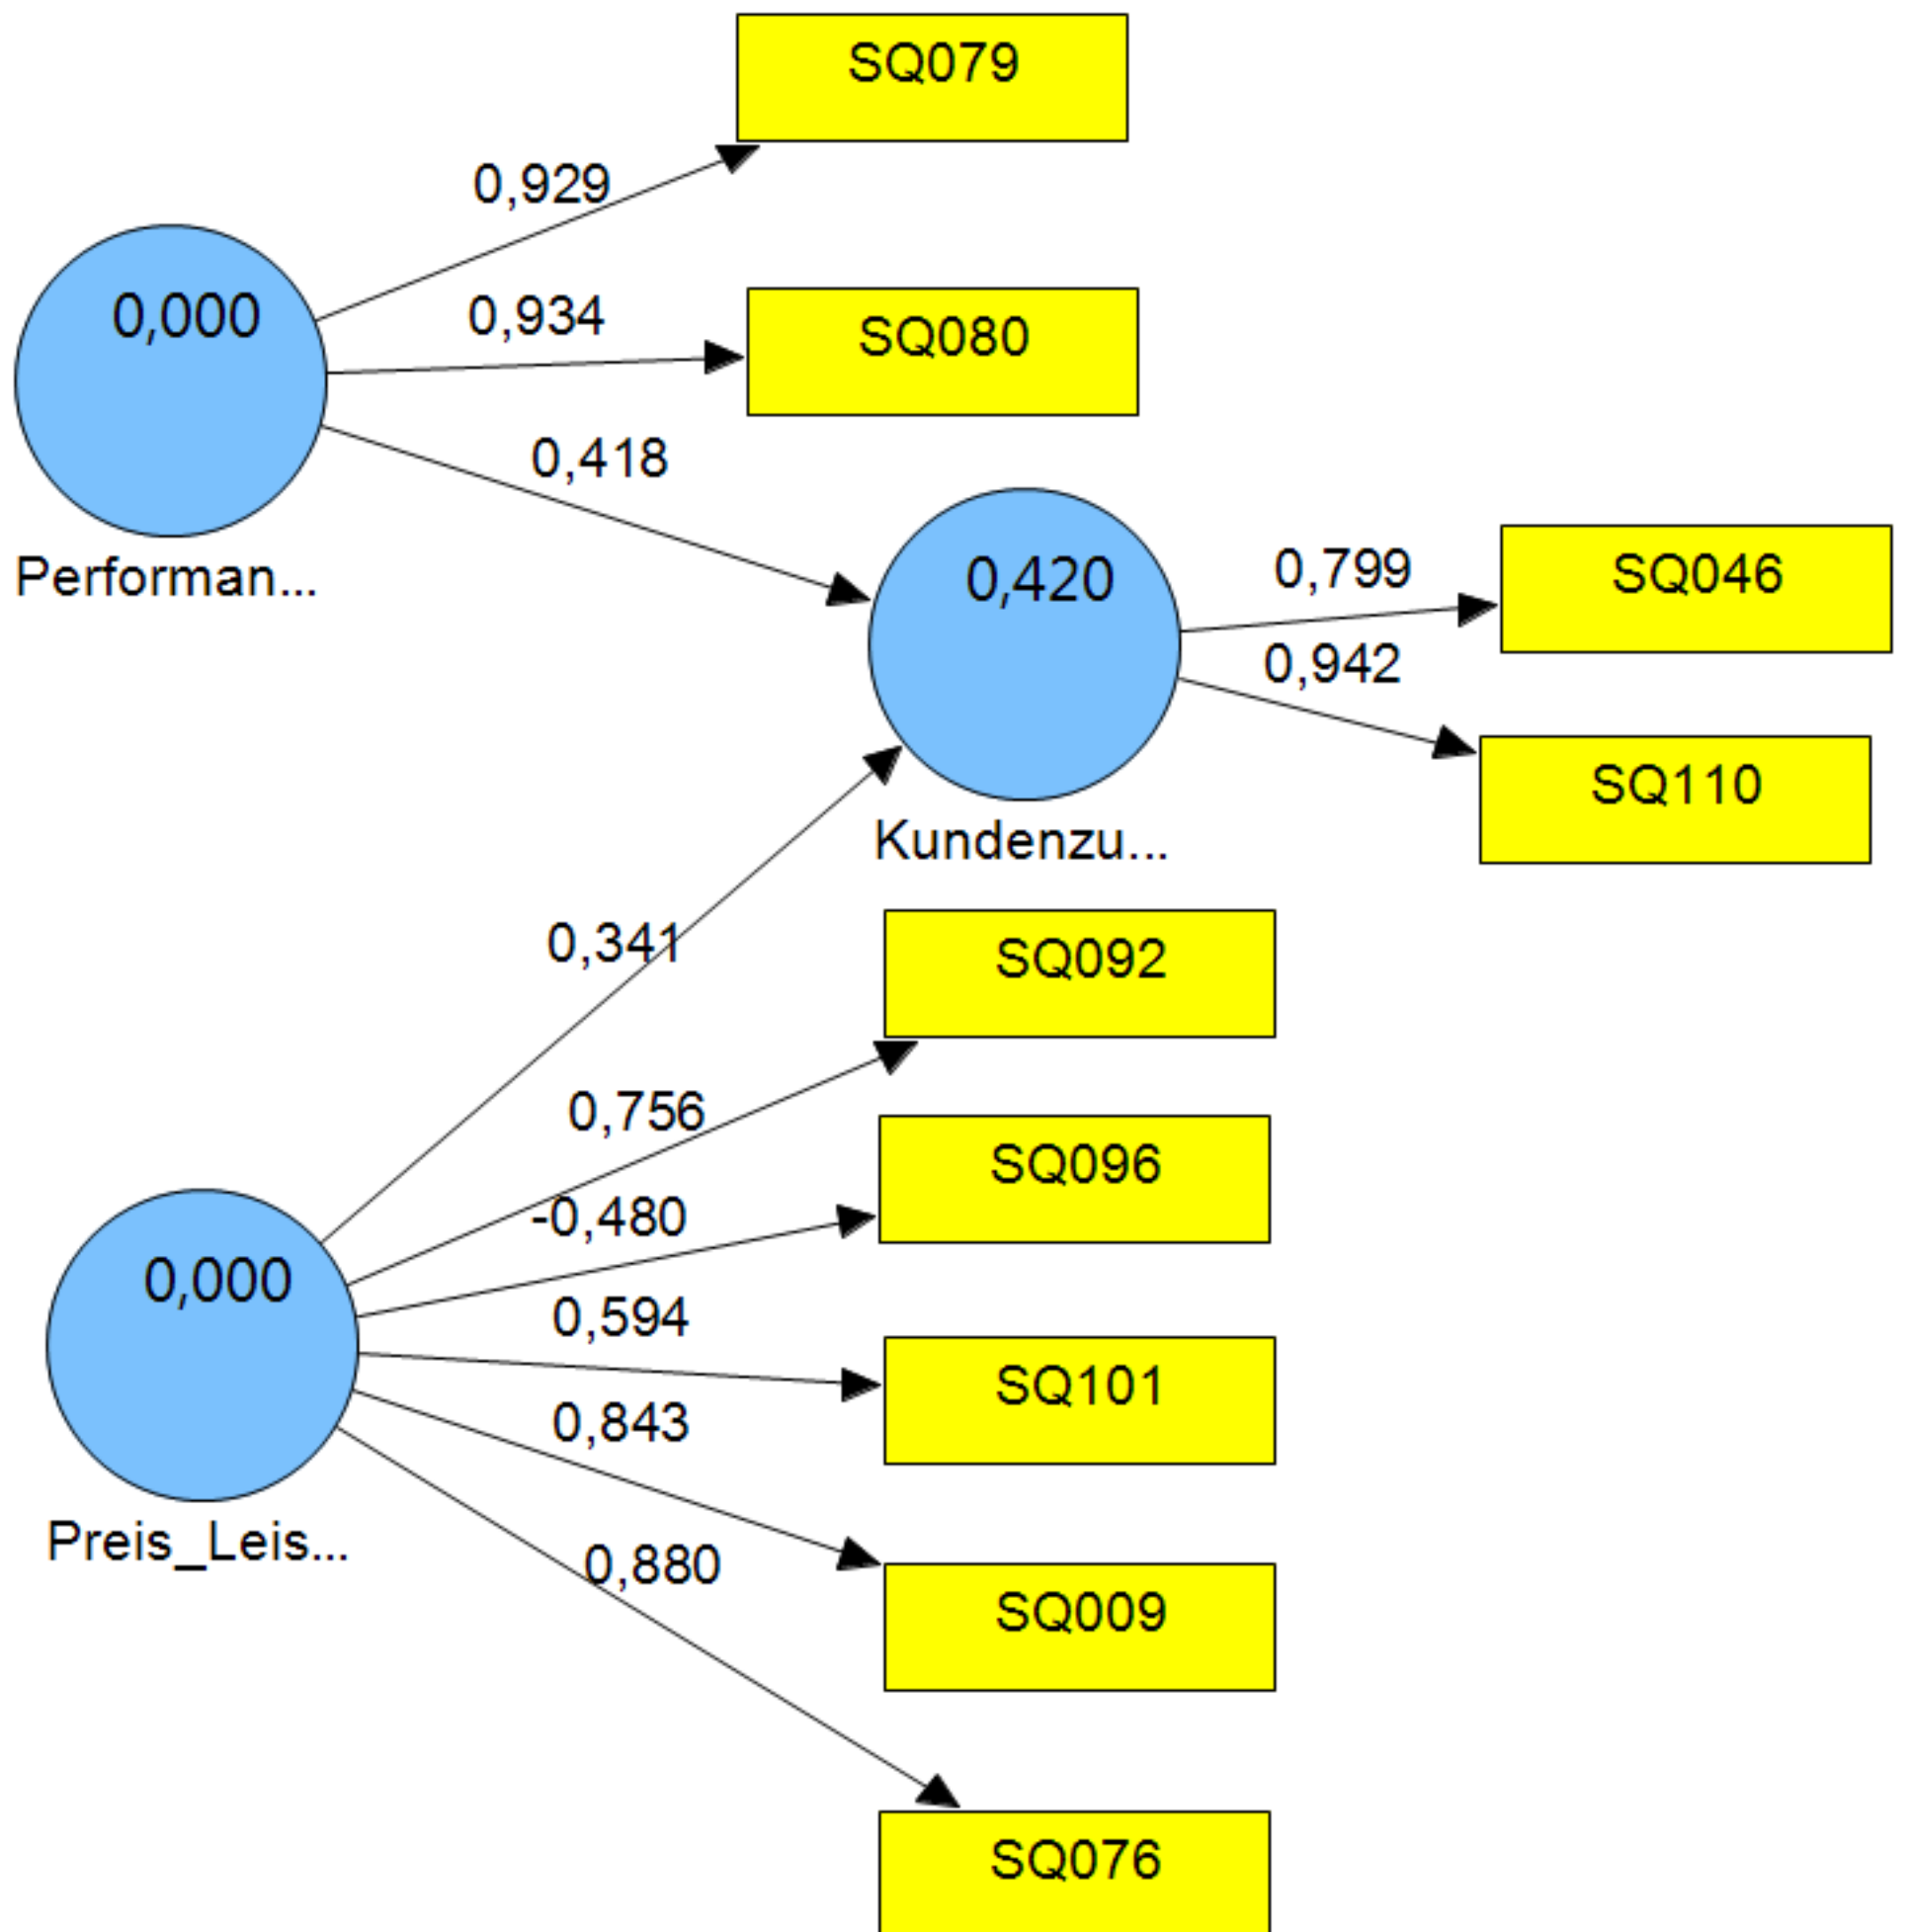 SQ079
0,929
0,000
0,934
SQ080
0,418
Performan...
0,420
0,799
SQ046
0,942
SQ110
Kundenzu...
0,341
SQ092
0,756
SQ096
-0,480
0,000
0,594
SQ101
0,843
Preis_Leis...
0,880
SQ009
SQ076